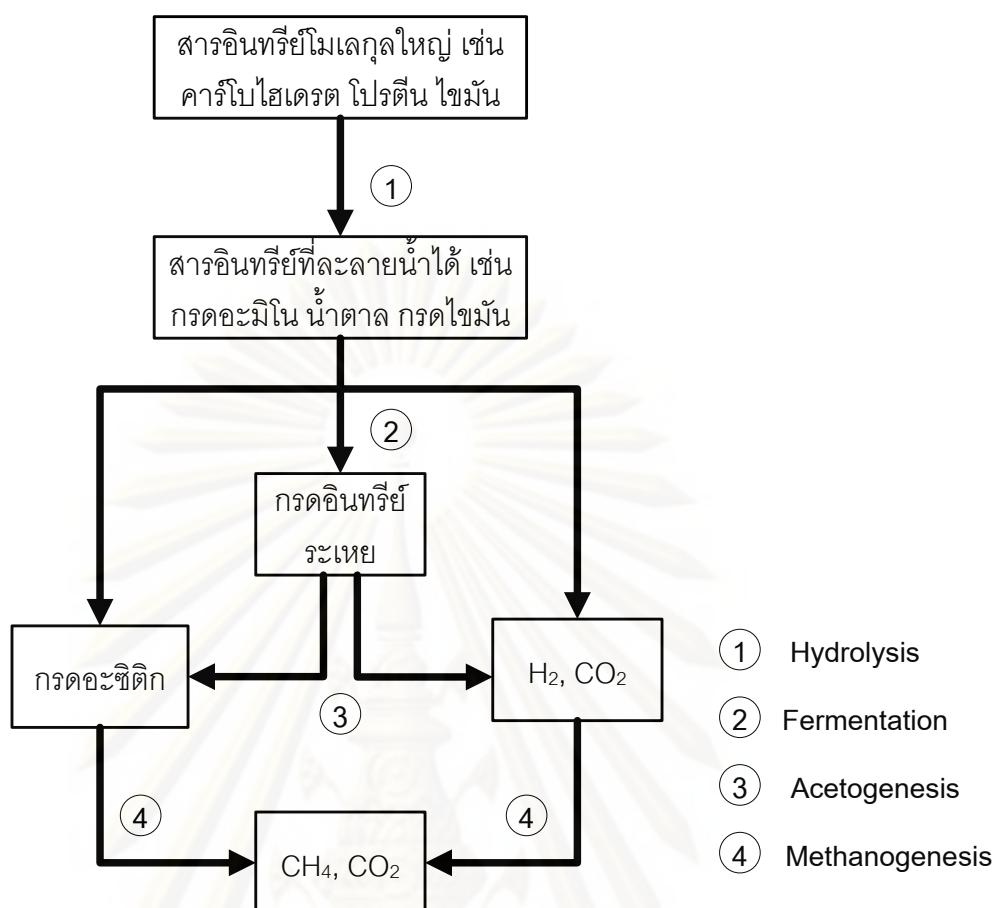 สารอินทรีย์โมเลกุลใหญ่ เช่น
คาร์โบไฮเดรต โปรตีน ไขมัน
1
สารอินทรีย์ที่ละลายน้ำได้ เช่น
กรดอะมิโน น้ำตาล กรดไขมัน
2
กรดอินทรีย์
ระเหย
กรดอะซิติก
H₂, CO₂
3
4
4
CH₄, CO₂
1 Hydrolysis
2 Fermentation
3 Acetogenesis
4 Methanogenesis